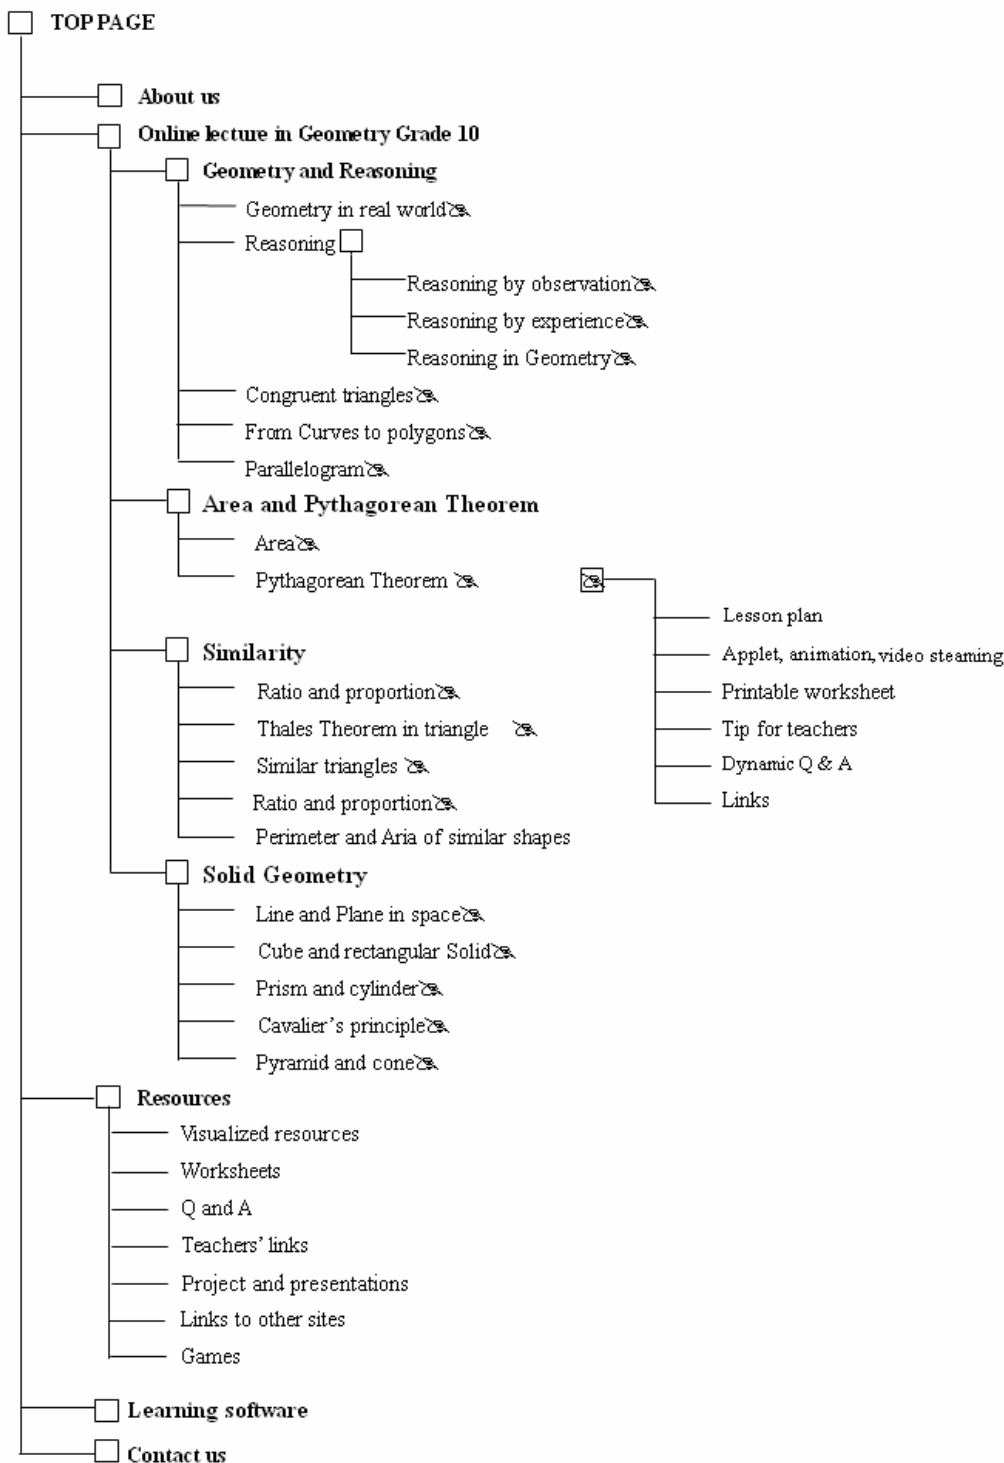 TOP PAGE
About us
Online lecture in Geometry Grade 10
Geometry and Reasoning
Geometry in real world
Reasoning
Reasoning by observation
Reasoning by experience
Reasoning in Geometry
Congruent triangles
From Curves to polygons
Parallelogram
Area and Pythagorean Theorem
Area
Pythagorean Theorem
Lesson plan
Applet, animation, video steaming
Printable worksheet
Tip for teachers
Dynamic Q & A
Links
Similarity
Ratio and proportion
Thales Theorem in triangle
Similar triangles
Ratio and proportion
Perimeter and Aria of similar shapes
Solid Geometry
Line and Plane in space
Cube and rectangular Solid
Prism and cylinder
Cavalier's principle
Pyramid and cone
Resources
Visualized resources
Worksheets
Q and A
Teachers' links
Project and presentations
Links to other sites
Games
Learning software
Contact us